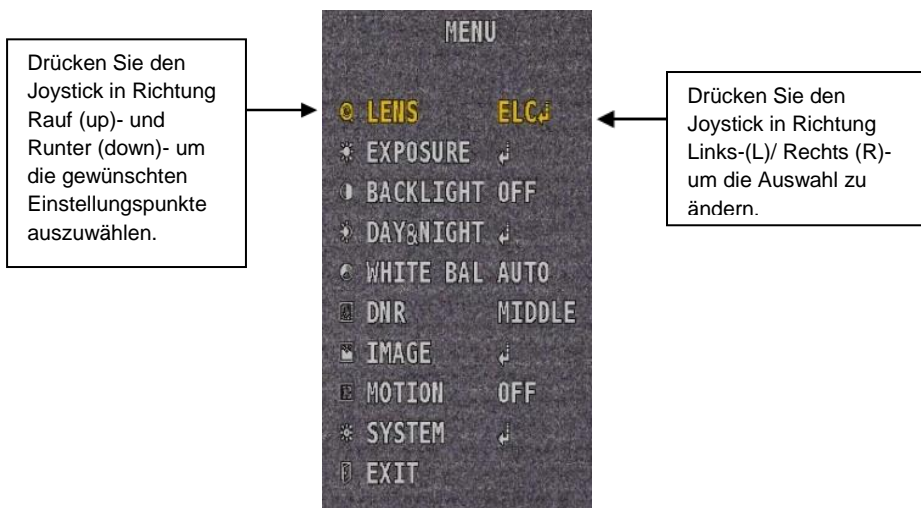 MENU
Drücken Sie den
Joystick in Richtung
Rauf (up)- und
Runter (down)- um
die gewünschten
Einstellungspunkte
auszuwählen.
LENS ELC↲
EXPOSURE ↲
BACKLIGHT OFF
DAY&NIGHT ↲
WHITE BAL AUTO
DNR MIDDLE
IMAGE ↲
MOTION OFF
SYSTEM ↲
EXIT
Drücken Sie den
Joystick in Richtung
Links-(L)/ Rechts (R)-
um die Auswahl zu
ändern.